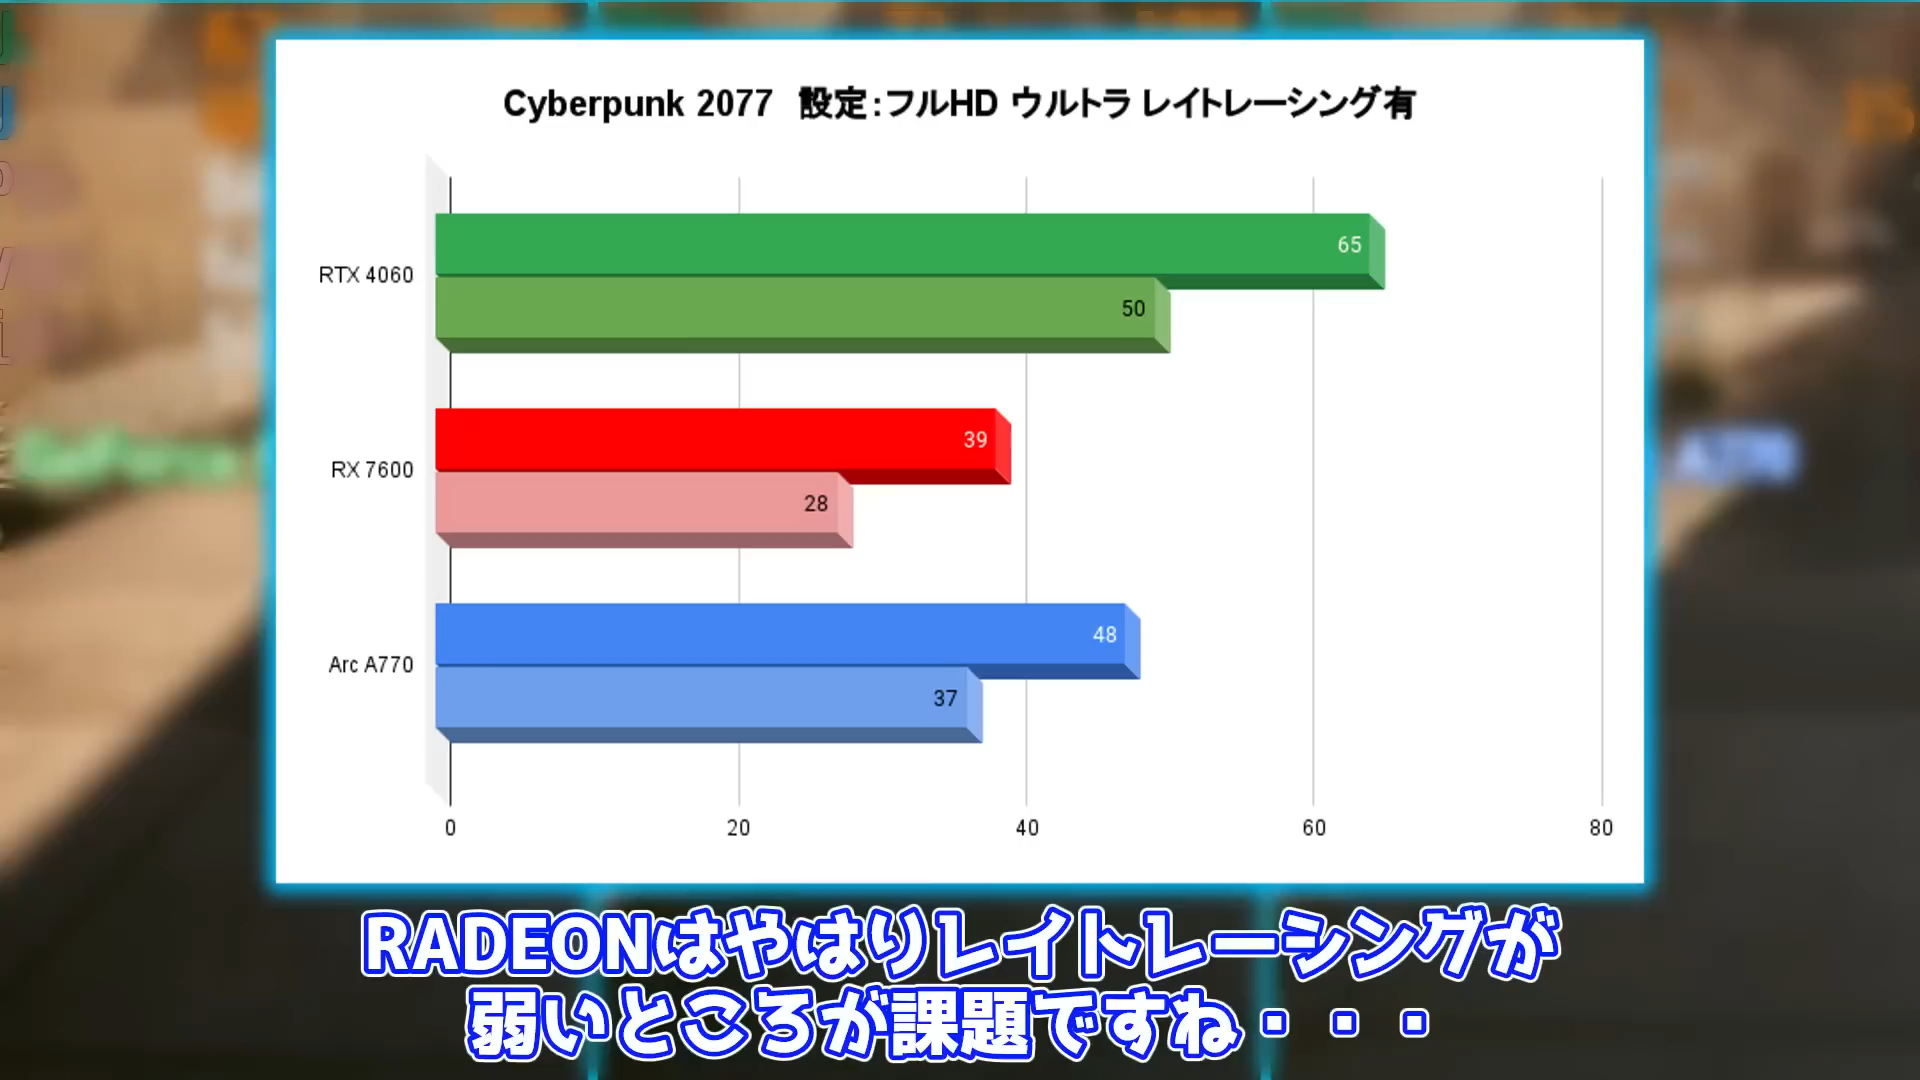 Cyberpunk 2077　設定：フルHD ウルトラ レイトレーシング有
RTX 4060
65
50
RX 7600
39
28
Arc A770
48
37
0 20 40 60 80
A770
RADEONはやはりレイトレーシングが
弱いところが課題ですね・・・